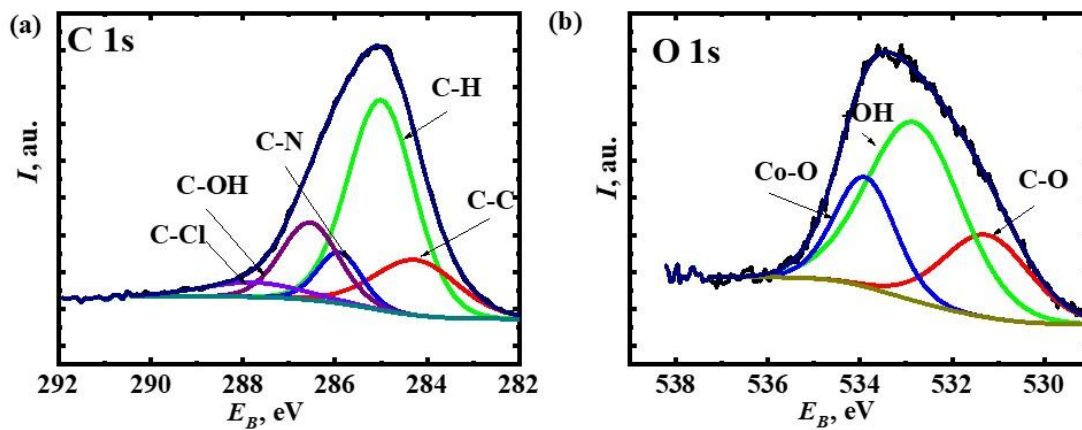 (a)
C 1s
C-H
C-N
C-OH
C-C
C-Cl
I, au.
292 290 288 286 284 282
E_B, eV
(b)
O 1s
-OH
Co-O
C-O
I, au.
538 536 534 532 530
E_B, eV